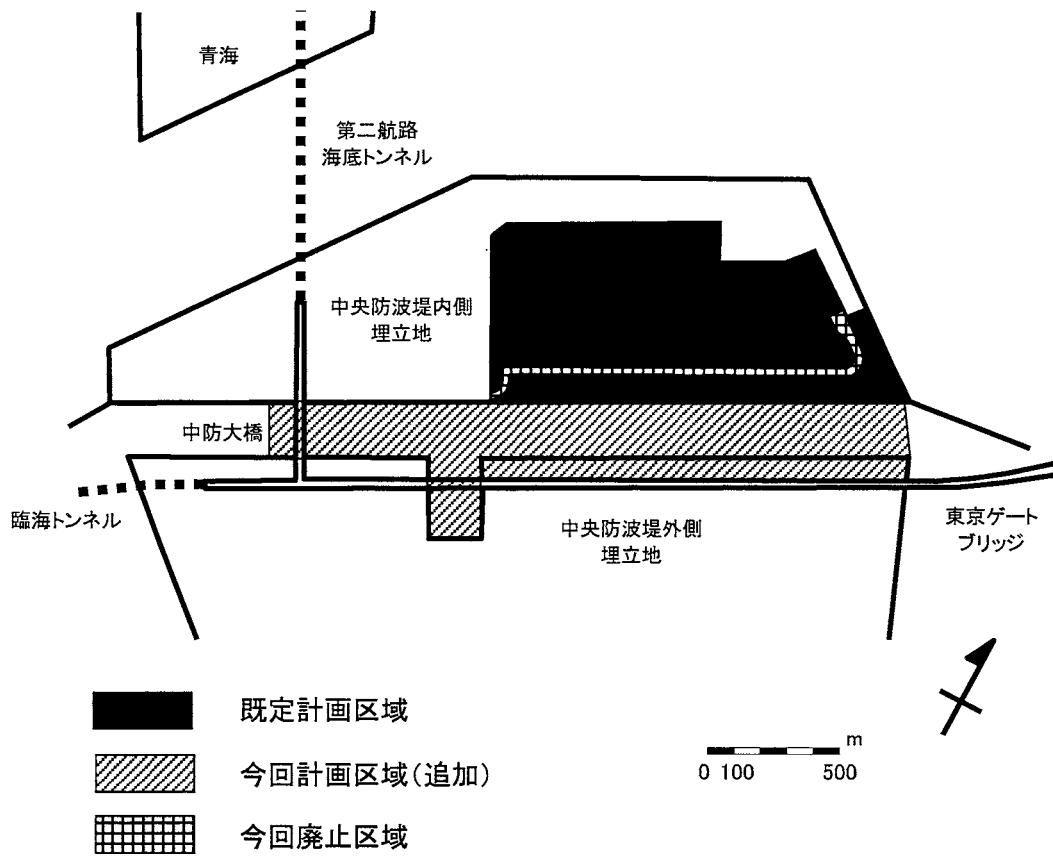 青海
第二航路
海底トンネル
中央防波堤内側
埋立地
中防大橋
臨海トンネル
中央防波堤外側
埋立地
東京ゲート
ブリッジ
既定計画区域
今回計画区域(追加)
今回廃止区域
m
0 100 500